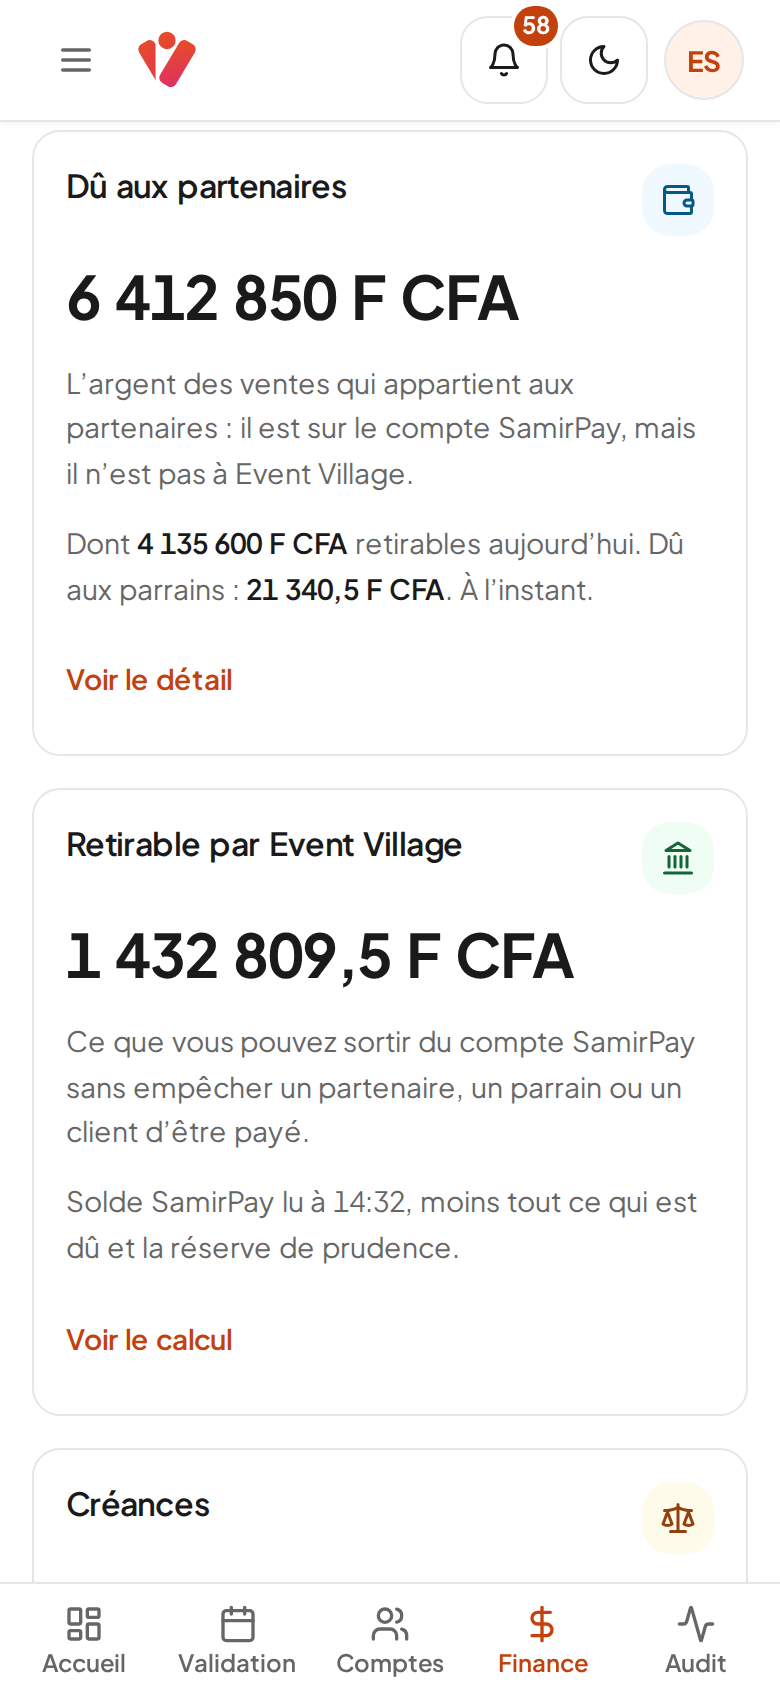 58
ES
Dû aux partenaires
6 412 850 F CFA
L’argent des ventes qui appartient aux
partenaires : il est sur le compte SamirPay, mais
il n’est pas à Event Village.
Dont 4 135 600 F CFA retirables aujourd’hui. Dû
aux parrains : 21 340,5 F CFA. À l’instant.
Voir le détail
Retirable par Event Village
1 432 809,5 F CFA
Ce que vous pouvez sortir du compte SamirPay
sans empêcher un partenaire, un parrain ou un
client d’être payé.
Solde SamirPay lu à 14:32, moins tout ce qui est
dû et la réserve de prudence.
Voir le calcul
Créances
Accueil Validation Comptes Finance Audit